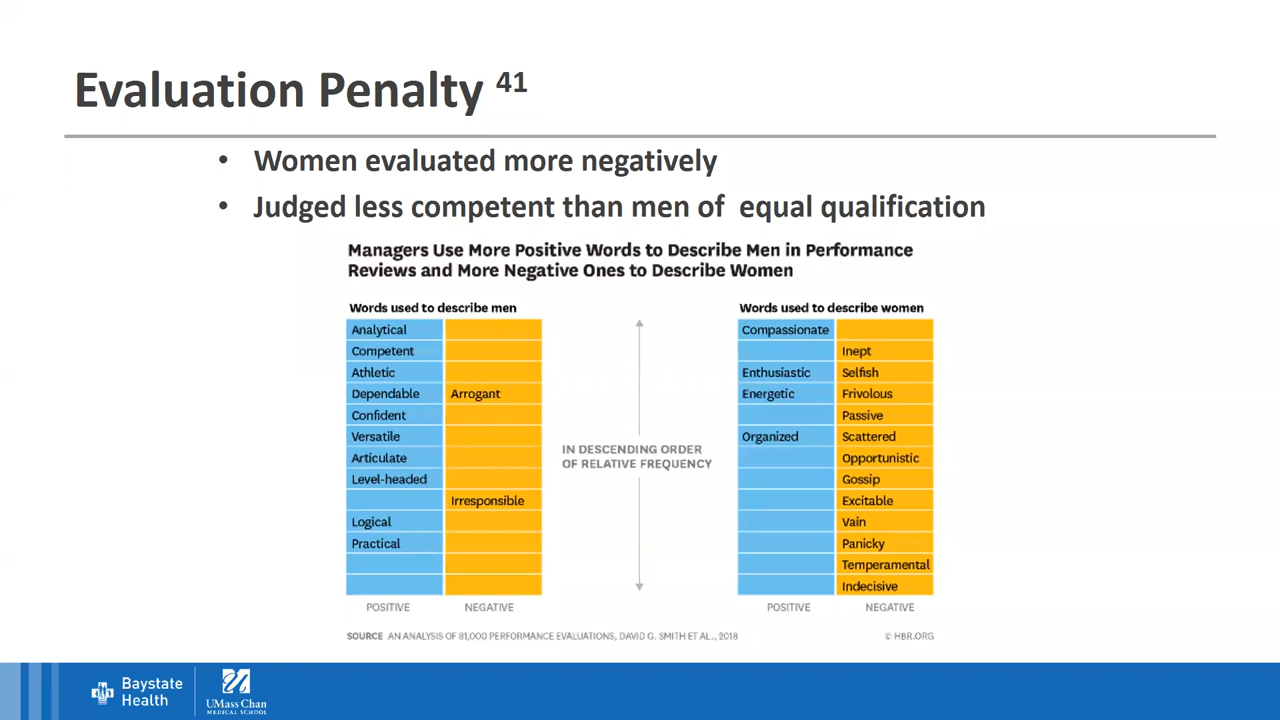 Evaluation Penalty 41
• Women evaluated more negatively
• Judged less competent than men of equal qualification
Managers Use More Positive Words to Describe Men in Performance
Reviews and More Negative Ones to Describe Women
Words used to describe men
Analytical
Competent
Athletic
Dependable Arrogant
Confident
Versatile
Articulate
Level-headed
Irresponsible
Logical
Practical
POSITIVE NEGATIVE
IN DESCENDING ORDER
OF RELATIVE FREQUENCY
Words used to describe women
Compassionate
Inept
Enthusiastic Selfish
Energetic Frivolous
Passive
Organized Scattered
Opportunistic
Gossip
Excitable
Vain
Panicky
Temperamental
Indecisive
POSITIVE NEGATIVE
SOURCE AN ANALYSIS OF 81,000 PERFORMANCE EVALUATIONS, DAVID G. SMITH ET AL., 2018
© HBR.ORG
Baystate
Health
UMass Chan
MEDICAL SCHOOL